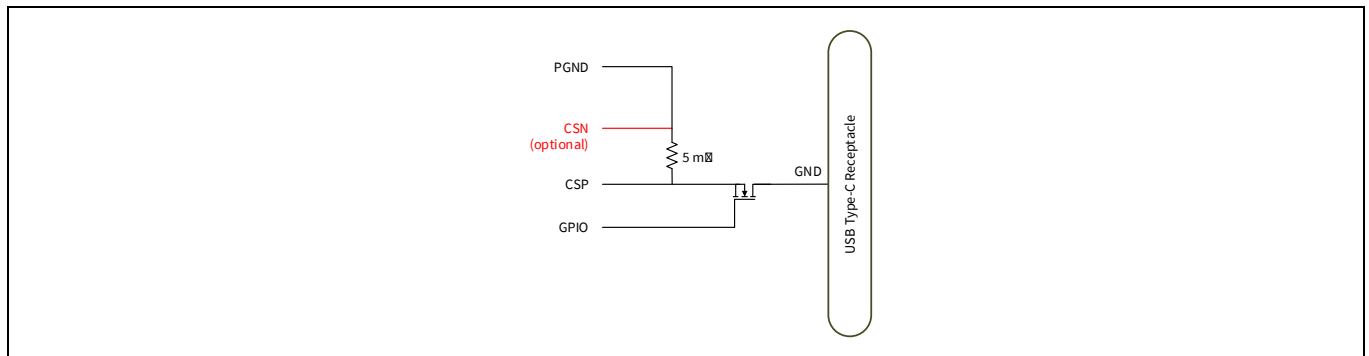 PGND
CSN
(optional)
5 m
CSP
GND
GPIO
USB Type-C Receptacle